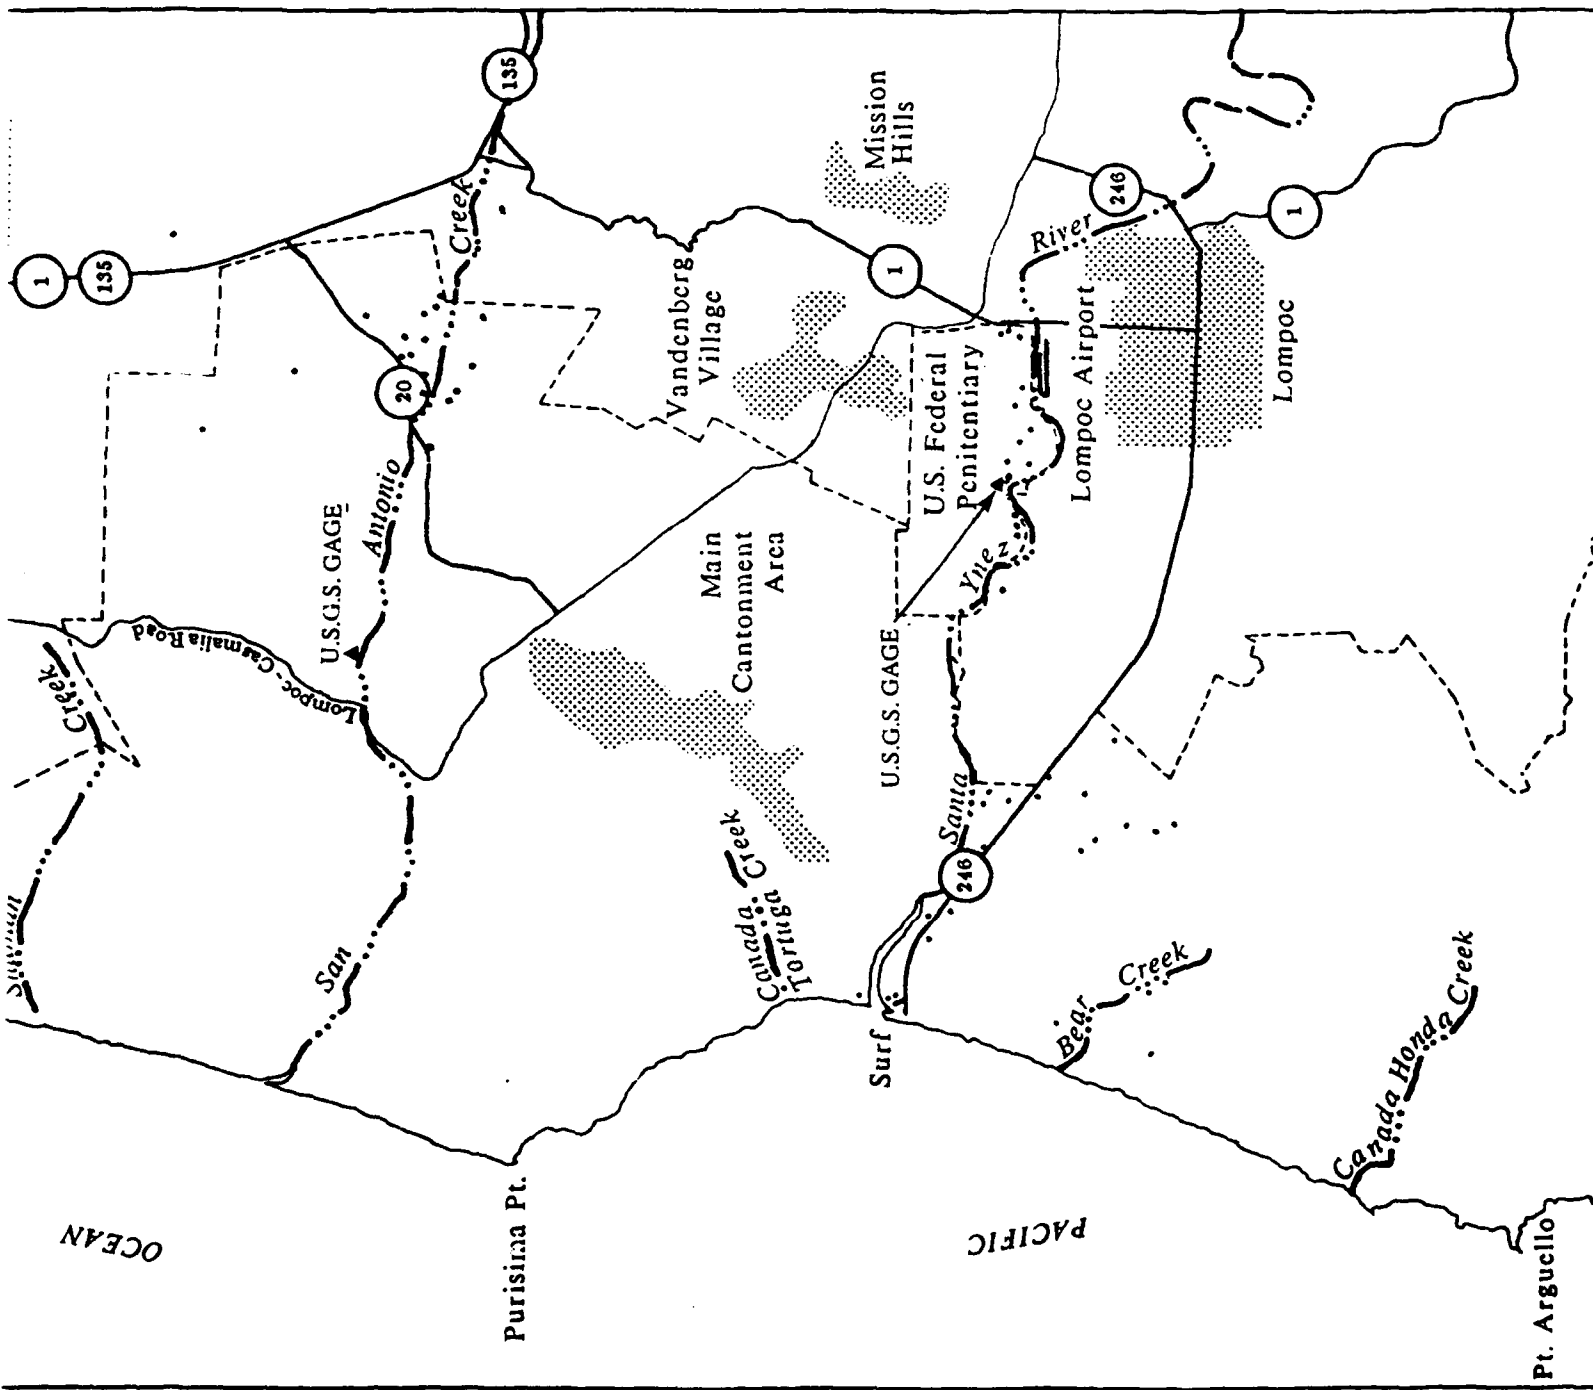 1
135
135
Creek
20
Antonio
U.S.G.S. GAGE
Lompoc-Casmalia Road
Creek
San
OCEAN
Purisima Pt.
Mission
Hills
1
Vandenberg
Village
Main
Cantonment
Area
Canada
Tortuga Creek
246
River
1
U.S. Federal
Penitentiary
Lompoc Airport
Lompoc
Ynez
U.S.G.S. GAGE
Santa
246
Surf
Bear Creek
Canada Honda Creek
PACIFIC
Pt. Arguello